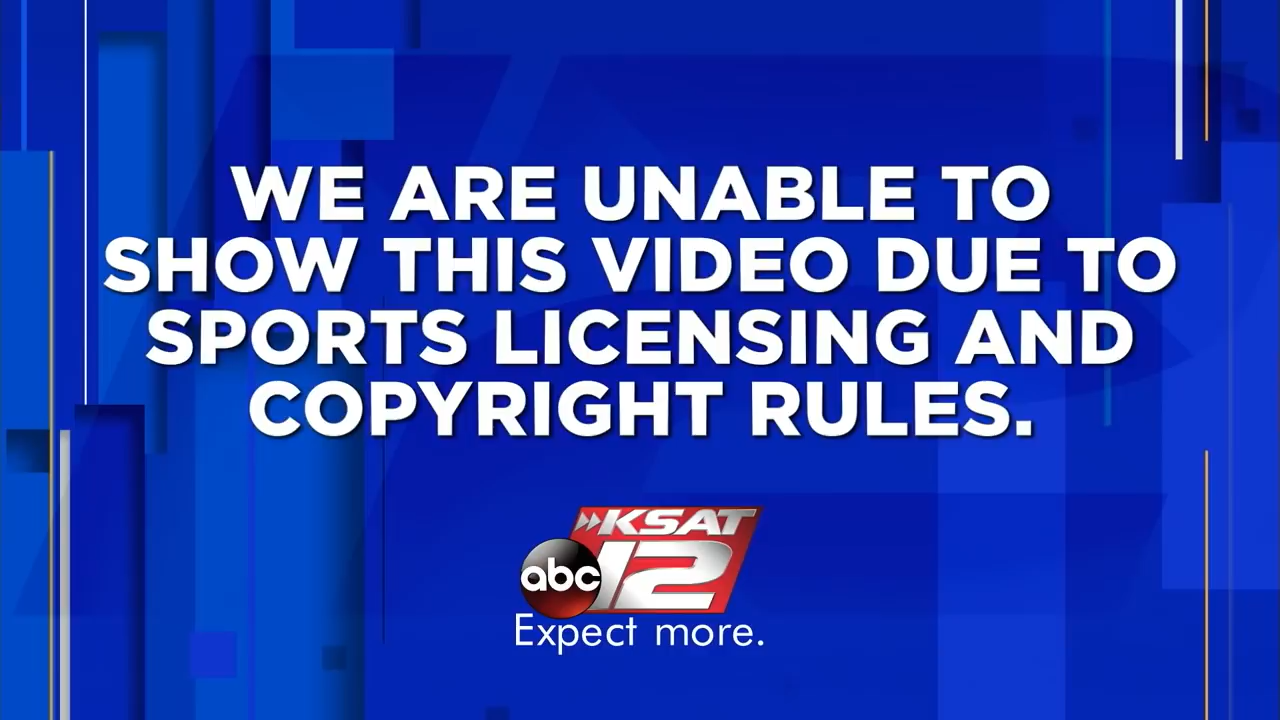 WE ARE UNABLE TO
SHOW THIS VIDEO DUE TO
SPORTS LICENSING AND
COPYRIGHT RULES.
KSAT
abc 12
Expect more.